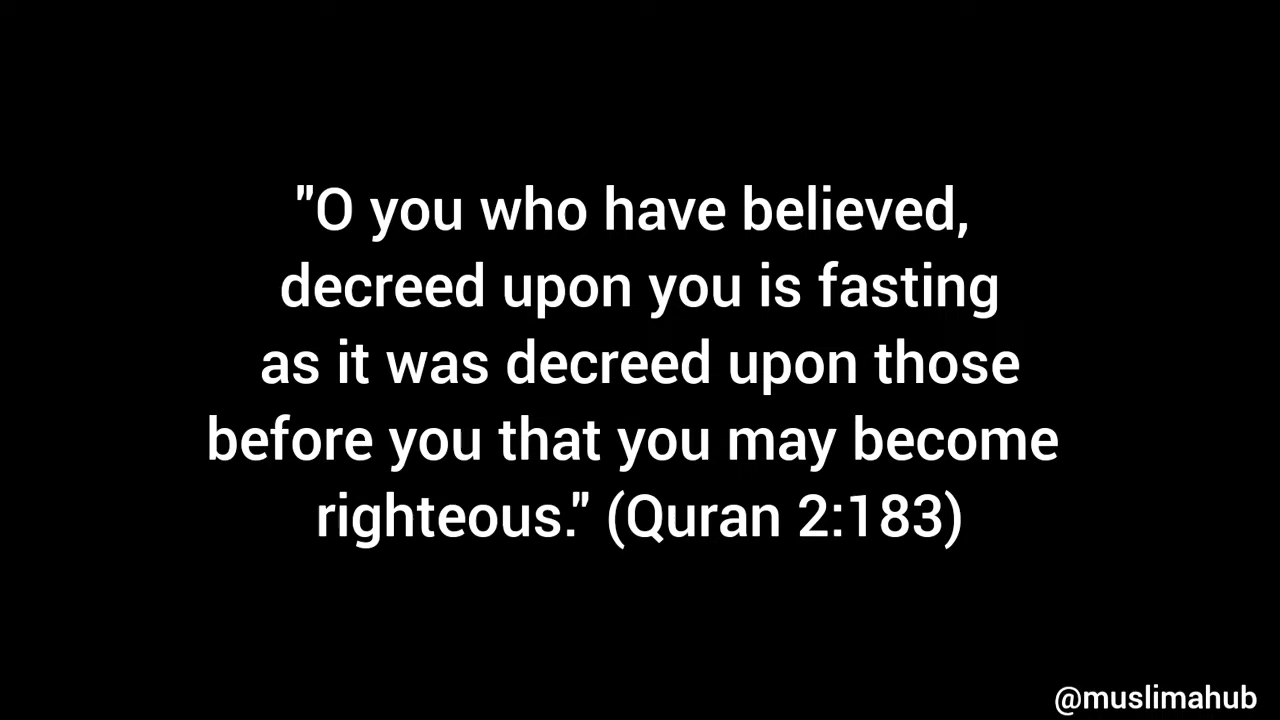 "O you who have believed,
decreed upon you is fasting
as it was decreed upon those
before you that you may become
righteous." (Quran 2:183)
@muslimahub